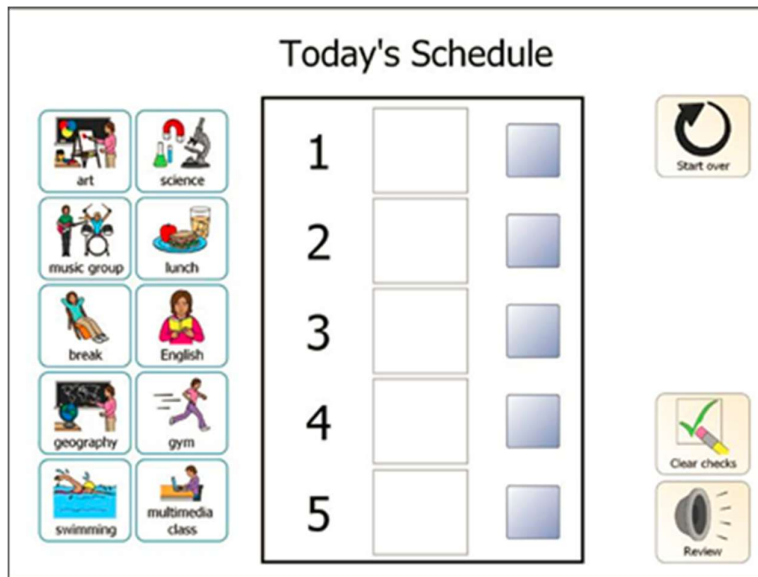 Today's Schedule
art
science
music group
lunch
break
English
geography
gym
swimming
multimedia
class
1
2
3
4
5
Start over
Clear checks
Review